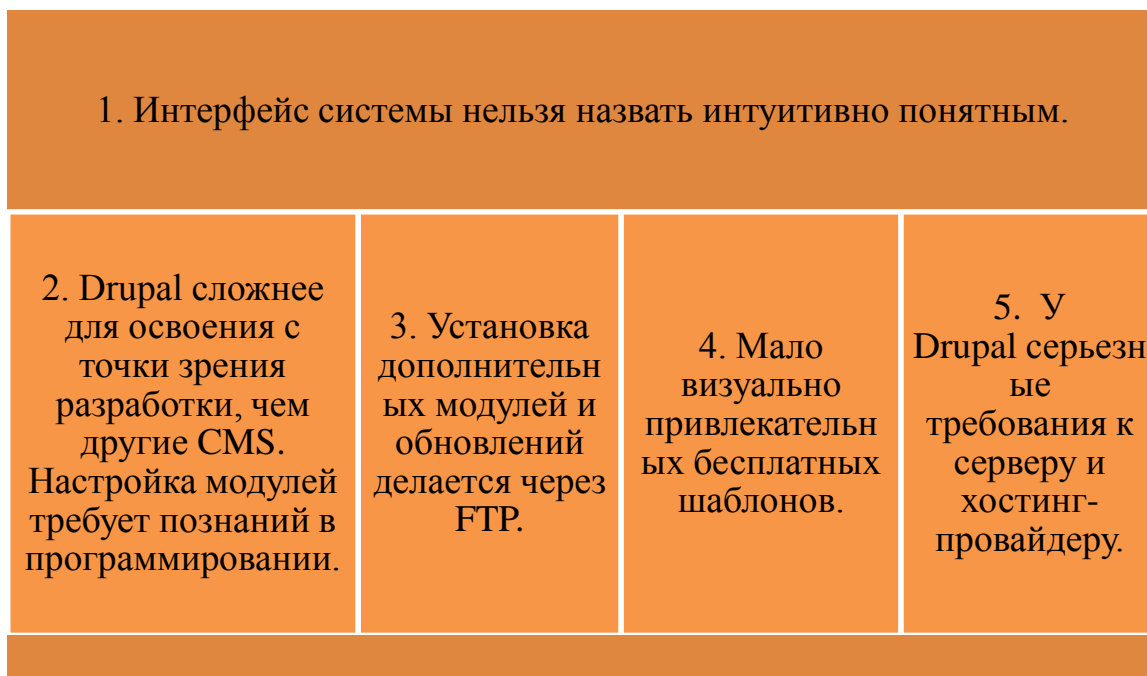 1. Интерфейс системы нельзя назвать интуитивно понятным.
2. Drupal сложнее
для освоения с
точки зрения
разработки, чем
другие CMS.
Настройка модулей
требует познаний в
программировании.
3. Установка
дополнительн
ых модулей и
обновлений
делается через
FTP.
4. Мало
визуально
привлекательн
ых бесплатных
шаблонов.
5. У
Drupal серьезн
ые
требования к
серверу и
хостинг-
провайдеру.